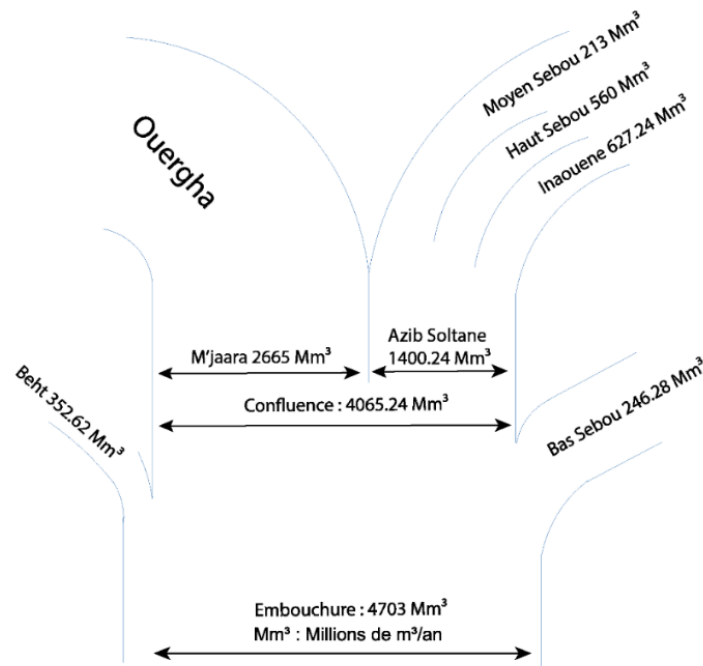 Moyen Sebou 213 Mm³
Haut Sebou 560 Mm³
Inaouene 627.24 Mm³
Ouergha
Azib Soltane
1400.24 Mm³
M'jaara 2665 Mm³
Confluence : 4065.24 Mm³
Beht 352.62 Mm³
Bas Sebou 246.28 Mm³
Embouchure : 4703 Mm³
Mm³ : Millions de m³/an